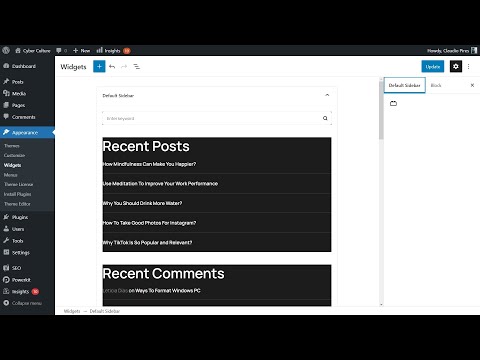 Cyber Culture
0
New
Insights
Howdy, Claudio Pires
Dashboard
Posts
Media
Pages
Comments
Appearance
Themes
Customize
Widgets
Menus
Theme License
Install Plugins
Theme Editor
Plugins
Users
Tools
Settings
SEO
Powerkit
Insights
Collapse menu
Widgets
Update
Default Sidebar
Enter keyword
Recent Posts
How Mindfulness Can Make You Happier?
Use Meditation To Improve Your Work Performance
Why You Should Drink More Water?
How To Take Good Photos For Instagram?
Why TikTok Is So Popular and Relevant?
Recent Comments
Leticia Dias on Ways To Format Windows PC
Default Sidebar
Block
Widgets → Default Sidebar